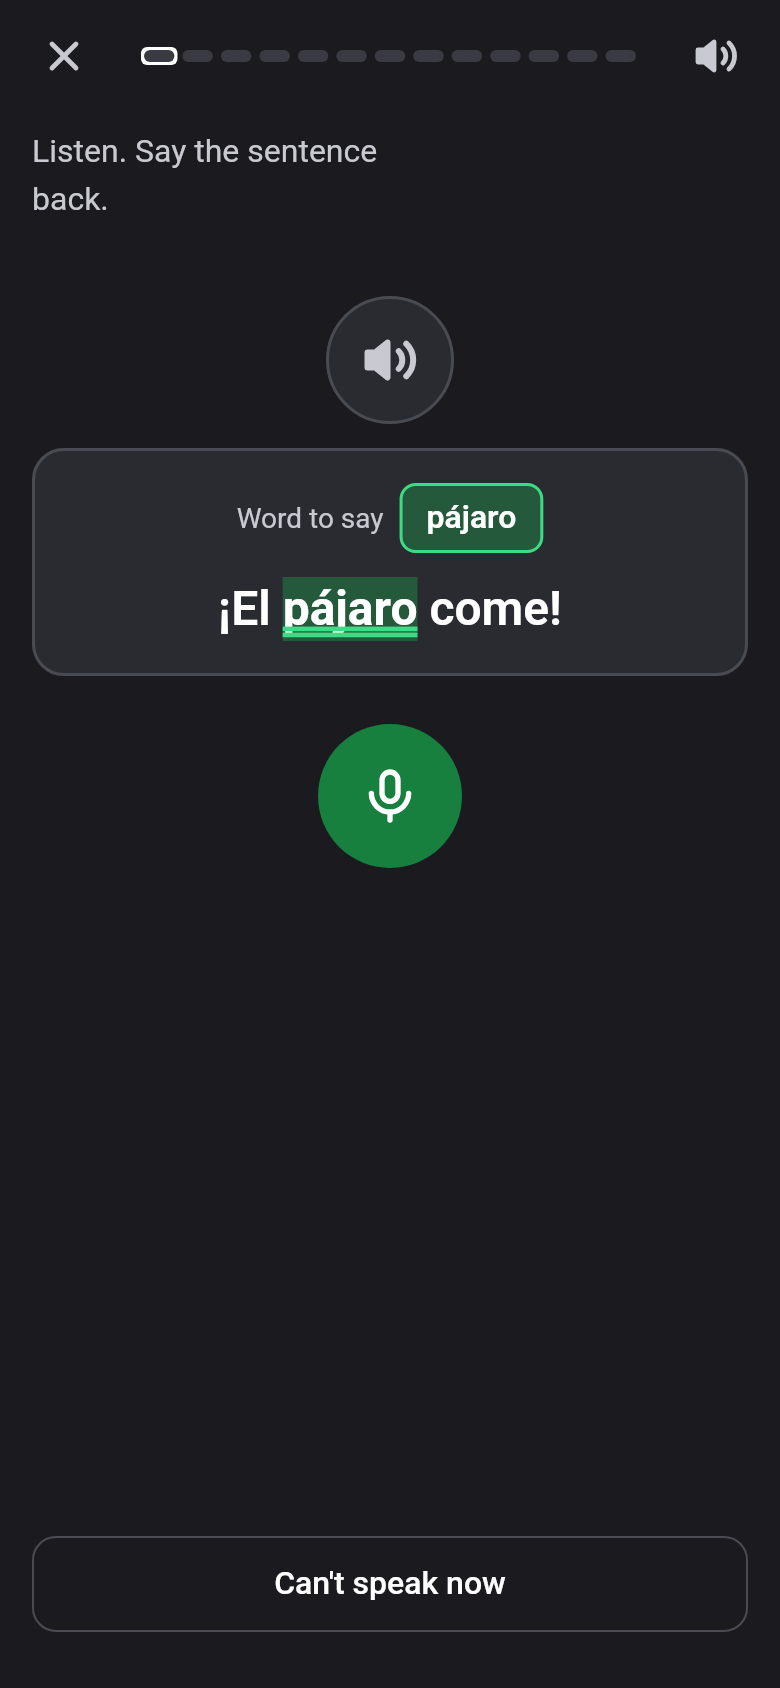 Listen. Say the sentence
back.
Word to say pájaro
¡El pájaro come!
Can't speak now